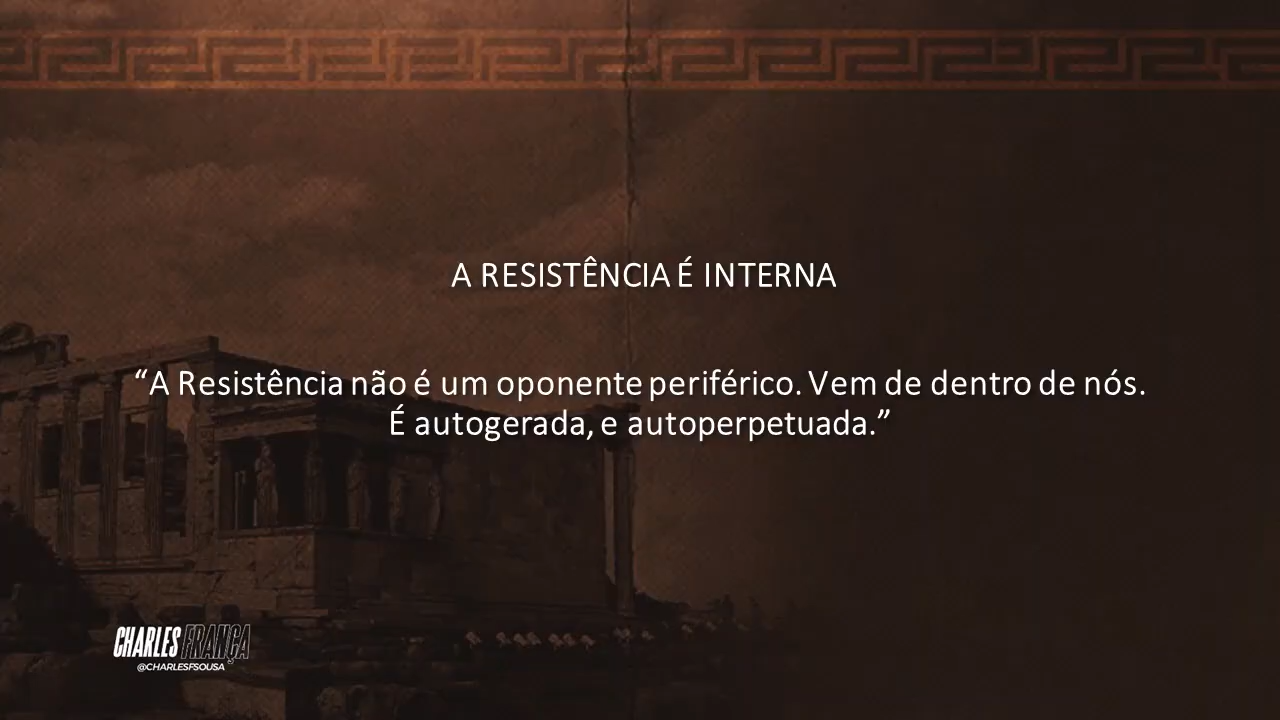 A RESISTÊNCIA É INTERNA
“A Resistência não é um oponente periférico. Vem de dentro de nós.
É autogerada, e autoperpetuada.”
CHARLES FRANÇA
@CHARLESFSOUSA